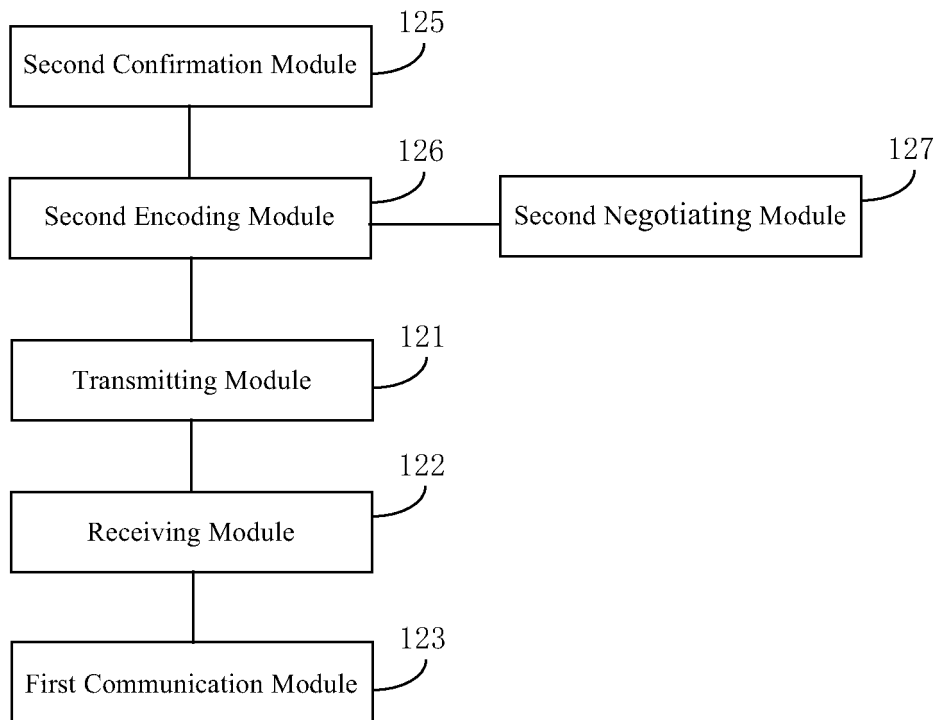 125
Second Confirmation Module
126
127
Second Encoding Module
Second Negotiating Module
121
Transmitting Module
122
Receiving Module
123
First Communication Module